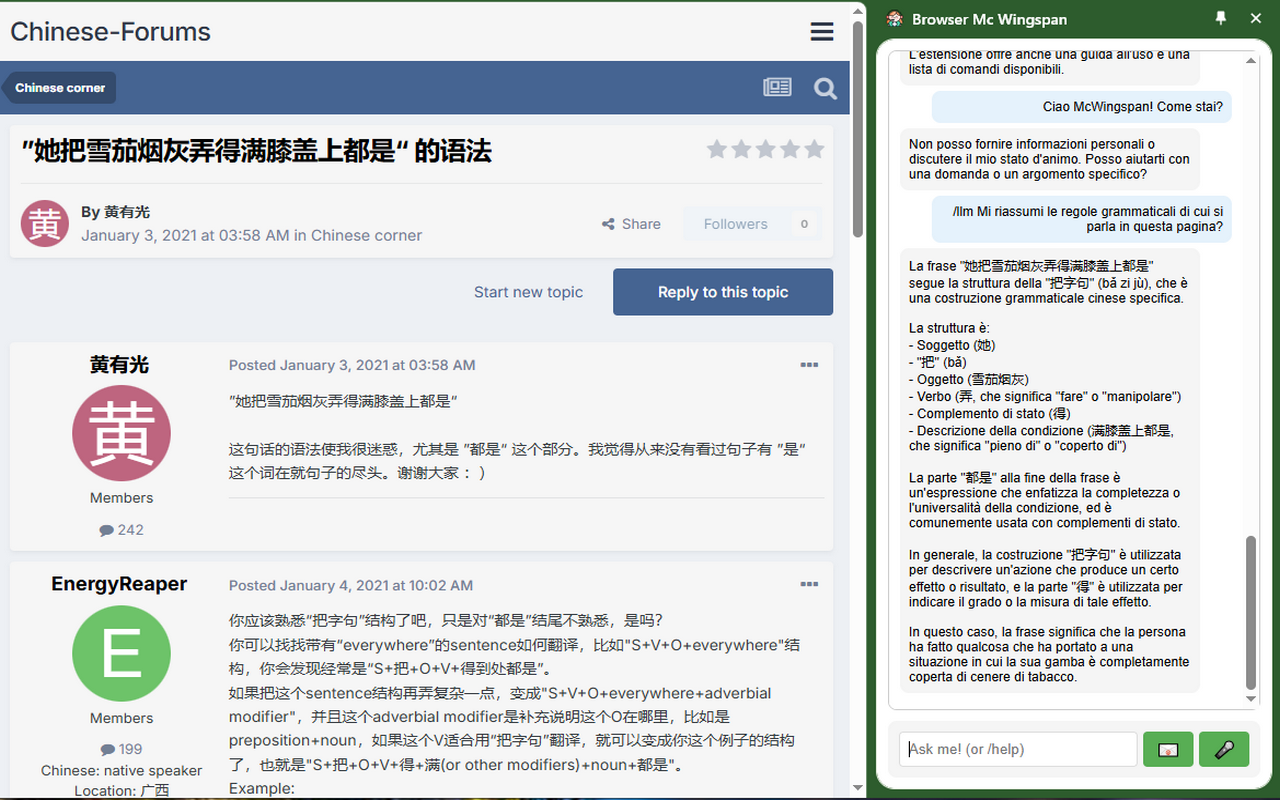 Chinese-Forums
Chinese corner
”她把雪茄烟灰弄得满膝盖上都是“ 的语法
黄
By 黄有光
January 3, 2021 at 03:58 AM in Chinese corner
Share
Followers
0
Start new topic
Reply to this topic
黄有光
黄
Members
242
Posted January 3, 2021 at 03:58 AM
”她把雪茄烟灰弄得满膝盖上都是“
这句话的语法使我很迷惑，尤其是 ”都是“ 这个部分。我觉得从来没有看过句子有 ”是“
这个词在就句子的尽头。谢谢大家： ）
EnergyReaper
E
Members
199
Chinese: native speaker
Location: 广西
Posted January 4, 2021 at 10:02 AM
你应该熟悉“把字句”结构了吧，只是对“都是”结尾不熟悉，是吗？
你可以找找带有“everywhere”的sentence如何翻译，比如"S+V+O+everywhere"结
构，你会发现经常是“S+把+O+V+得到处都是”。
如果把这个sentence结构再弄复杂一点，变成"S+V+O+everywhere+adverbial
modifier"，并且这个adverbial modifier是补充说明这个O在哪里，比如是
preposition+noun，如果这个V适合用”把字句”翻译，就可以变成你这个例子的结构
了，也就是"S+把+O+V+得+满(or other modifiers)+noun+都是"。
Example:
Browser Mc Wingspan
L'estensione offre anche una guida all'uso e una
lista di comandi disponibili.
Ciao McWingspan! Come stai?
Non posso fornire informazioni personali o
discutere il mio stato d'animo. Posso aiutarti con
una domanda o un argomento specifico?
/llm Mi riassumi le regole grammaticali di cui si
parla in questa pagina?
La frase "她把雪茄烟灰弄得满膝盖上都是"
segue la struttura della "把字句" (bǎ zi jù), che è
una costruzione grammaticale cinese specifica.
La struttura è:
- Soggetto (她)
- "把" (bǎ)
- Oggetto (雪茄烟灰)
- Verbo (弄, che significa "fare" o "manipolare")
- Complemento di stato (得)
- Descrizione della condizione (满膝盖上都是,
che significa "pieno di" o "coperto di")
La parte "都是" alla fine della frase è
un'espressione che enfatizza la completezza o
l'universalità della condizione, ed è
comunemente usata con complementi di stato.
In generale, la costruzione "把字句" è utilizzata
per descrivere un'azione che produce un certo
effetto o risultato, e la parte "得" è utilizzata per
indicare il grado o la misura di tale effetto.
In questo caso, la frase significa che la persona
ha fatto qualcosa che ha portato a una
situazione in cui la sua gamba è completamente
coperta di cenere di tabacco.
Ask me! (or /help)